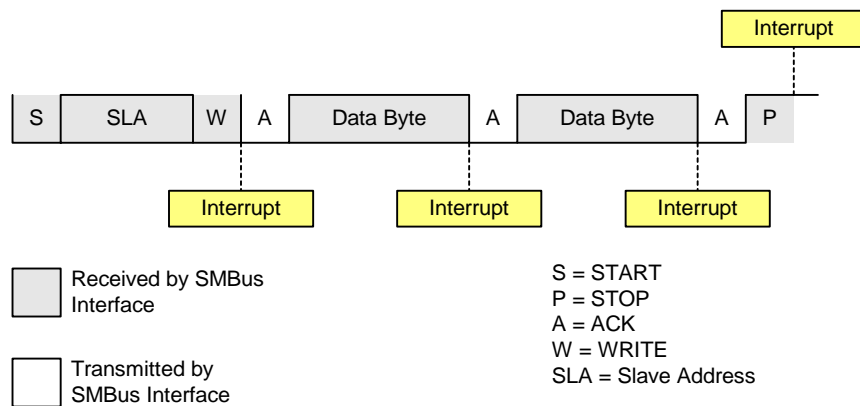 Interrupt
S SLA W A Data Byte A Data Byte A P
Interrupt Interrupt Interrupt
Received by SMBus
Interface
Transmitted by
SMBus Interface
S = START
P = STOP
A = ACK
W = WRITE
SLA = Slave Address